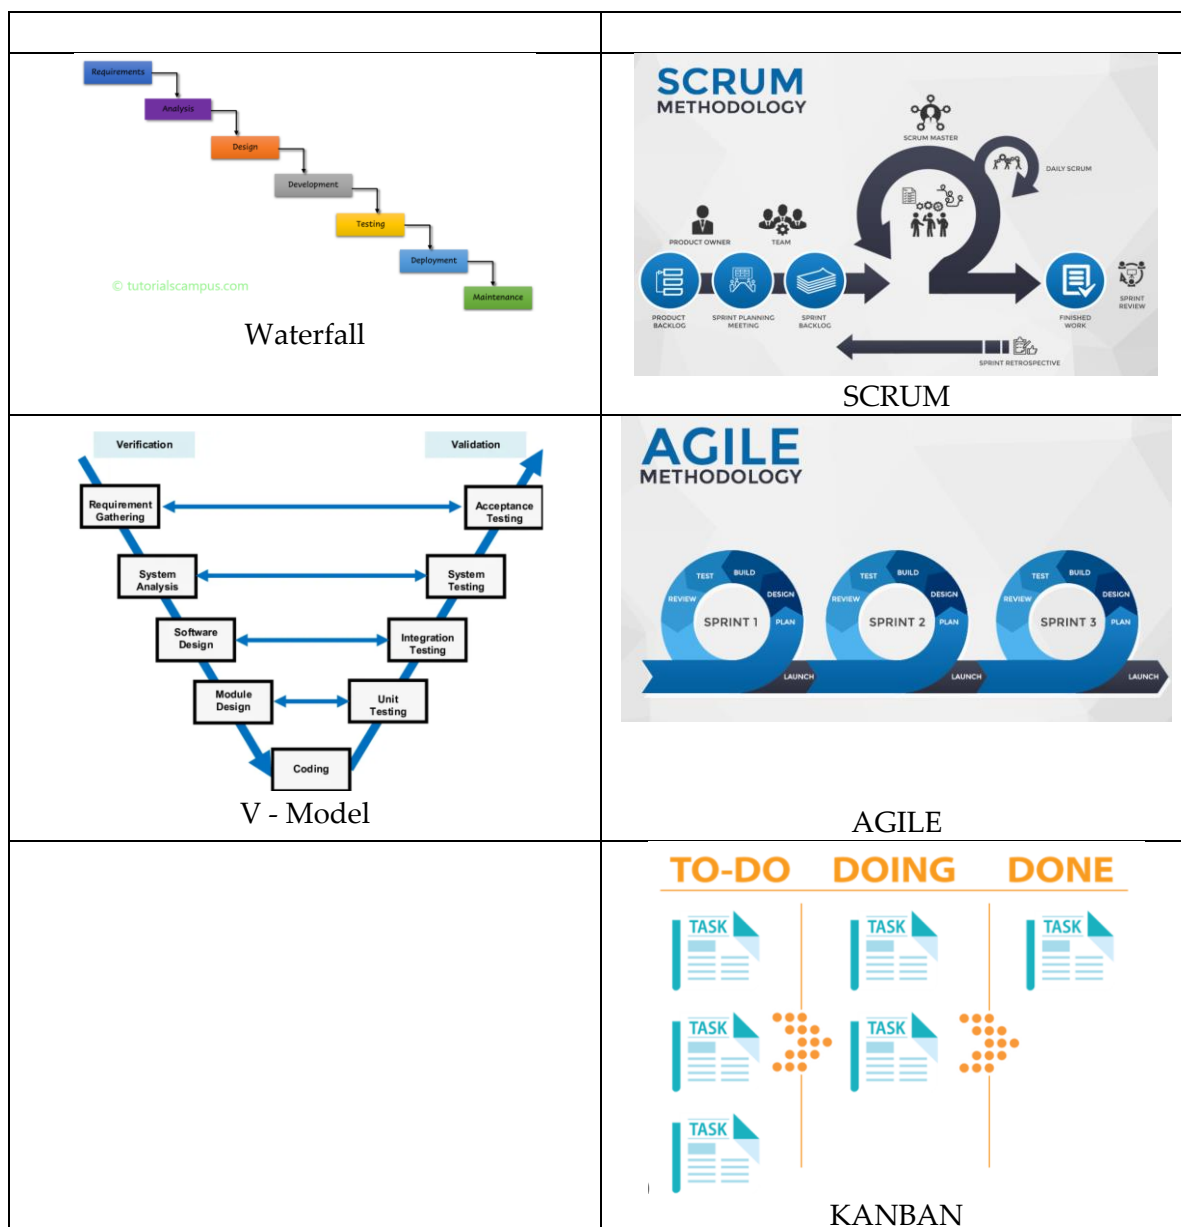 Requirements
Analysis
Design
Development
Testing
Deployment
Maintenance
© tutorialscampus.com
Waterfall
SCRUM
METHODOLOGY
SCRUM MASTER
DAILY SCRUM
PRODUCT OWNER
TEAM
PRODUCT
BACKLOG
SPRINT PLANNING
MEETING
SPRINT
BACKLOG
FINISHED
WORK
SPRINT
REVIEW
SPRINT RETROSPECTIVE
SCRUM
Verification
Validation
Requirement
Gathering
Acceptance
Testing
System
Analysis
System
Testing
Software
Design
Integration
Testing
Module
Design
Unit
Testing
Coding
V - Model
AGILE
METHODOLOGY
REVIEW
TEST
BUILD
DESIGN
PLAN
SPRINT 1
LAUNCH
REVIEW
TEST
BUILD
DESIGN
PLAN
SPRINT 2
LAUNCH
REVIEW
TEST
BUILD
DESIGN
PLAN
SPRINT 3
LAUNCH
AGILE
TO-DO DOING DONE
TASK
TASK
TASK
TASK
TASK
TASK
KANBAN